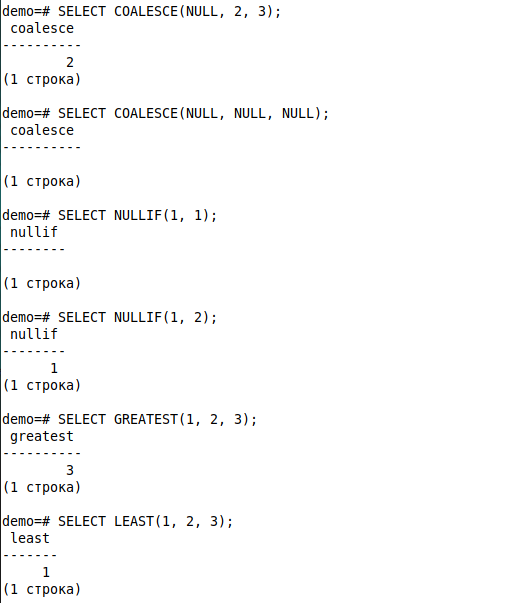 demo=# SELECT COALESCE(NULL, 2, 3);
 coalesce
----------
        2
(1 строка)

demo=# SELECT COALESCE(NULL, NULL, NULL);
 coalesce
----------

(1 строка)

demo=# SELECT NULLIF(1, 1);
 nullif
--------

(1 строка)

demo=# SELECT NULLIF(1, 2);
 nullif
--------
      1
(1 строка)

demo=# SELECT GREATEST(1, 2, 3);
 greatest
----------
        3
(1 строка)

demo=# SELECT LEAST(1, 2, 3);
 least
-------
     1
(1 строка)